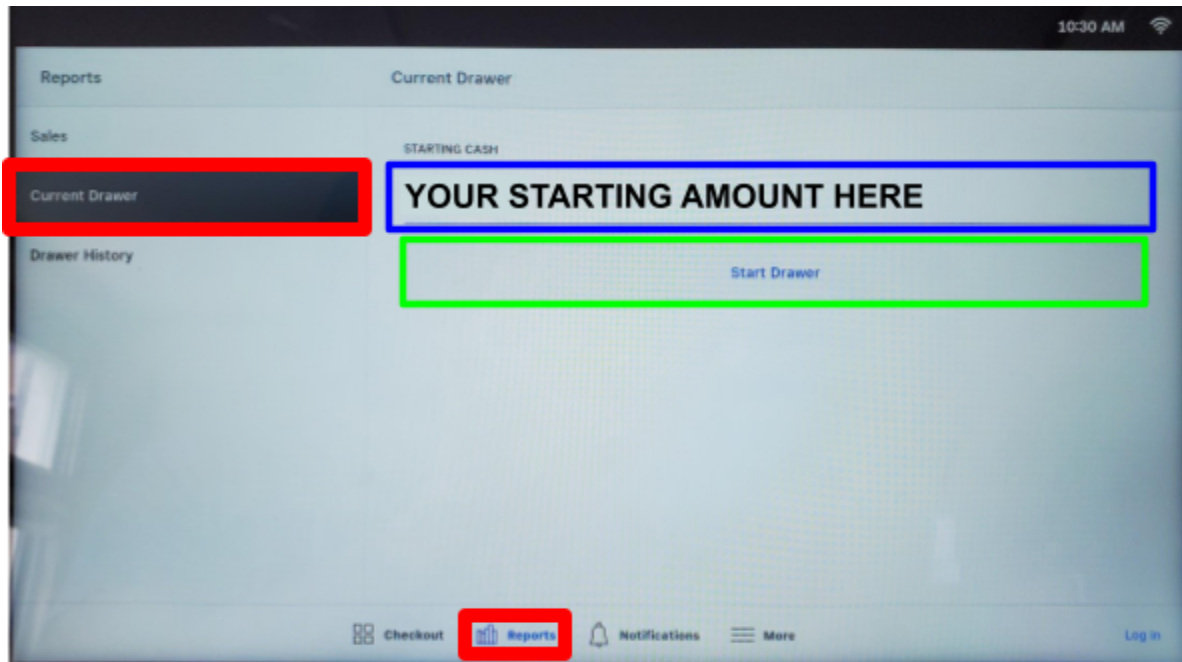 10:30 AM
Reports
Current Drawer
Sales
STARTING CASH
Current Drawer
YOUR STARTING AMOUNT HERE
Drawer History
Start Drawer
Checkout
Reports
Notifications
More
Log in